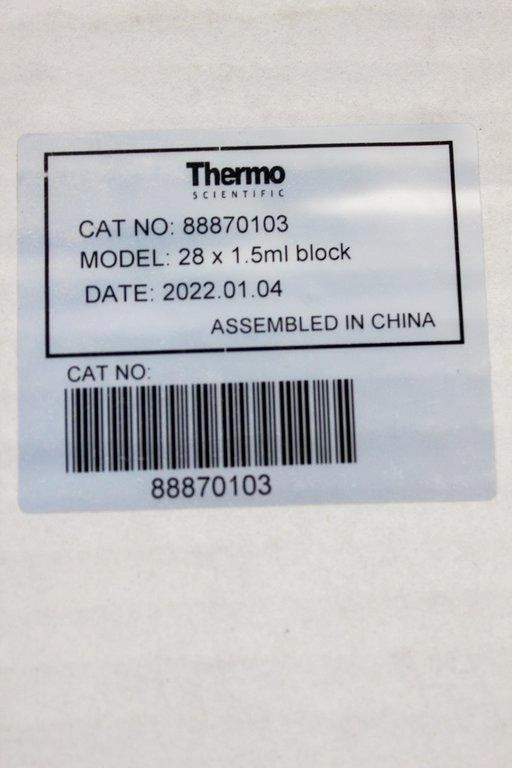 Thermo
SCIENTIFIC
CAT NO: 88870103
MODEL: 28 x 1.5ml block
DATE: 2022.01.04
ASSEMBLED IN CHINA
CAT NO:
88870103